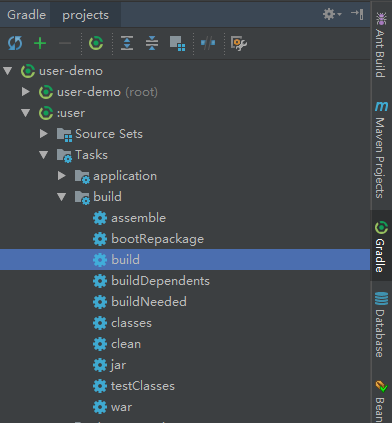 Gradle projects
user-demo
user-demo (root)
:user
Source Sets
Tasks
application
build
assemble
bootRepackage
build
buildDependents
buildNeeded
classes
clean
jar
testClasses
war
Ant Build
Maven Projects
Gradle
Database
Bean